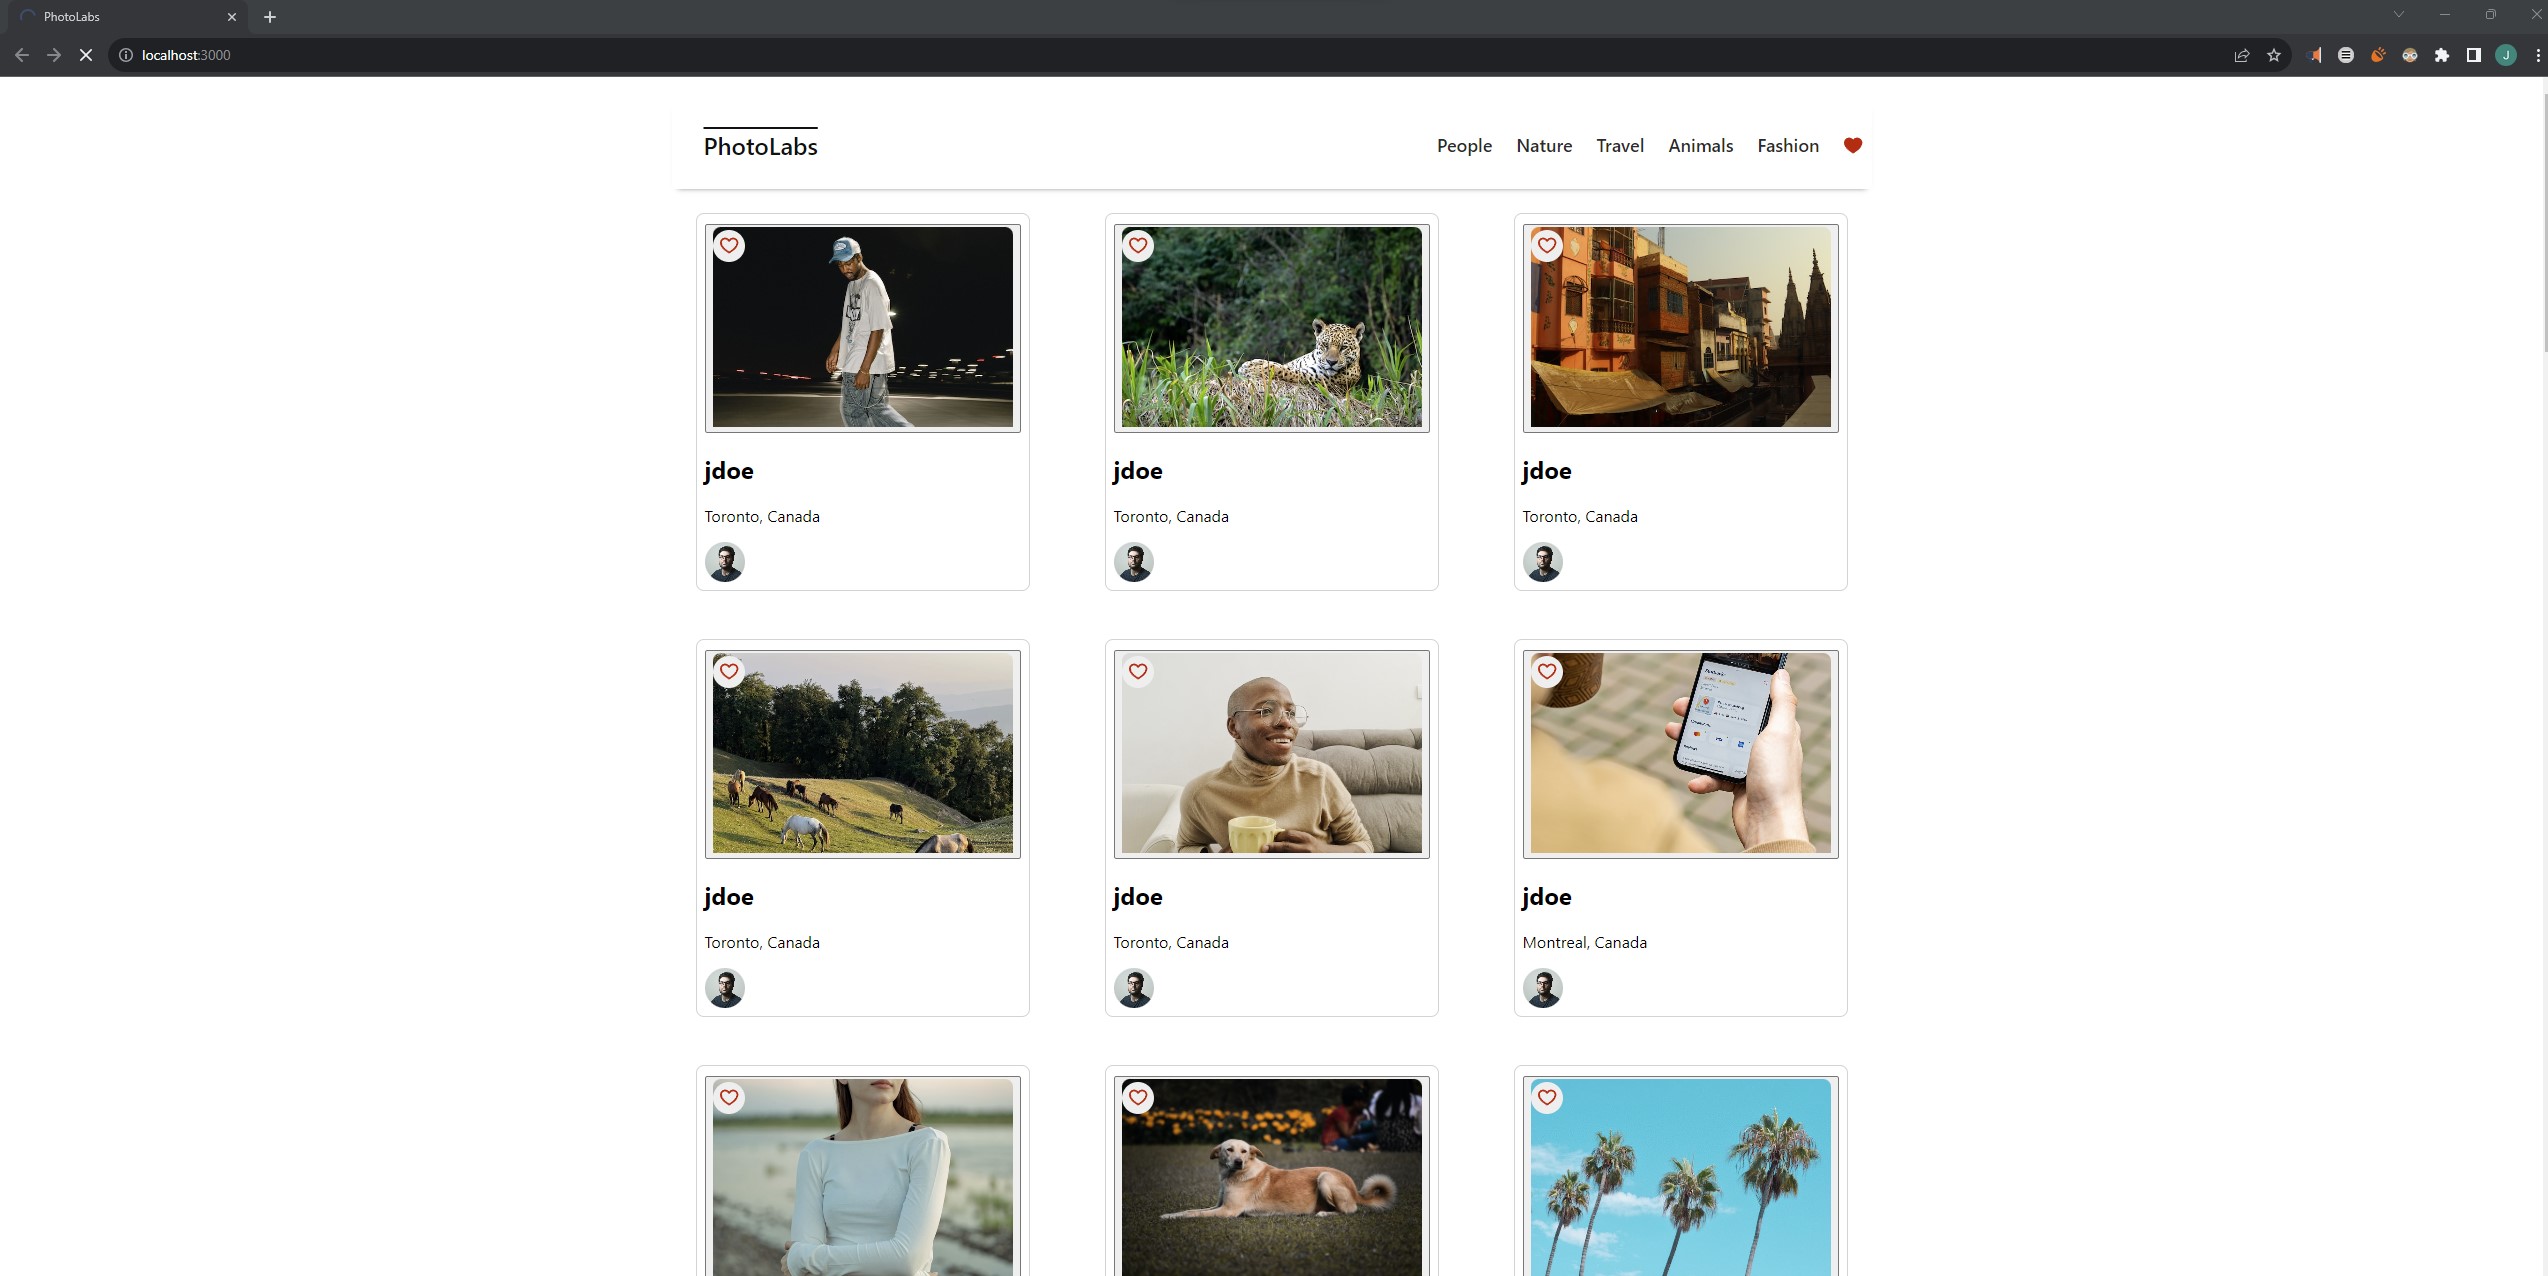 PhotoLabs
localhost:3000
J
PhotoLabs
People Nature Travel Animals Fashion
jdoe
Toronto, Canada
jdoe
Toronto, Canada
jdoe
Toronto, Canada
jdoe
Toronto, Canada
jdoe
Toronto, Canada
jdoe
Montreal, Canada